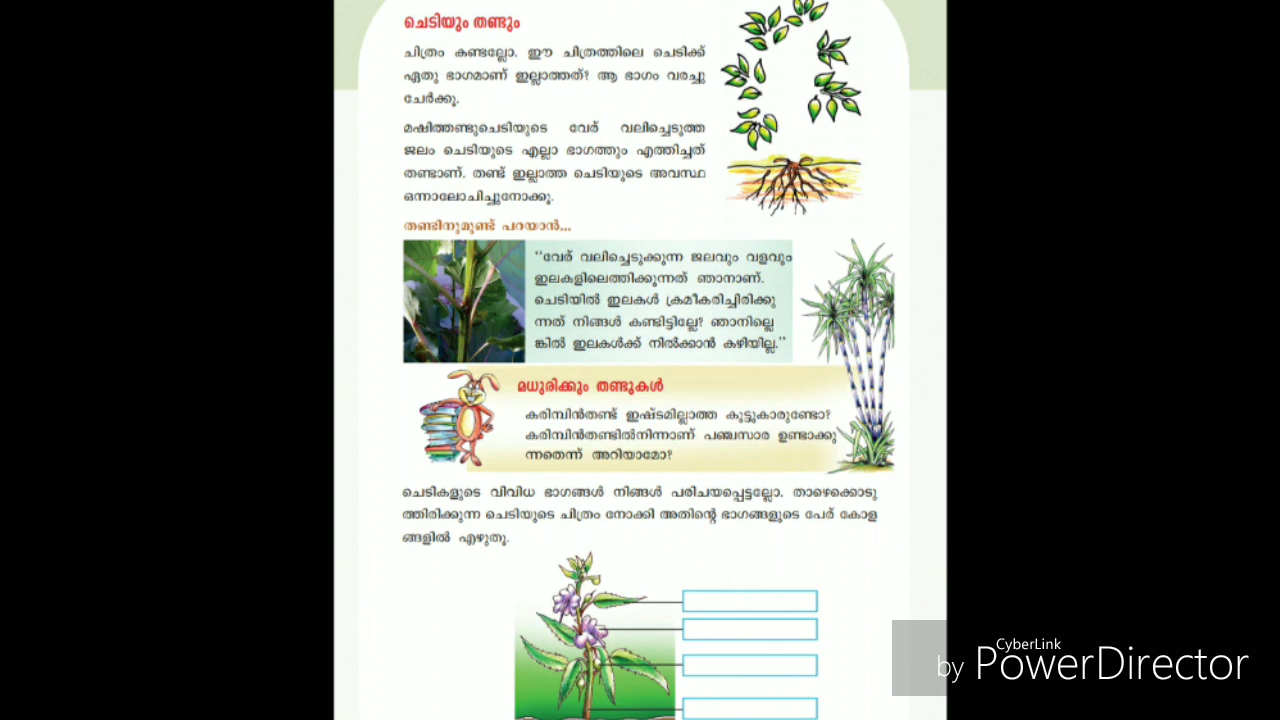 ചെടിയും തണ്ടും
ചിത്രം കണ്ടല്ലോ. ഈ ചിത്രത്തിലെ ചെടിക്ക്
ഏതു ഭാഗമാണ് ഇല്ലാത്തത്? ആ ഭാഗം വരച്ചു
ചേർക്കൂ.
മഷിത്തണ്ടുചെടിയുടെ വേര് വലിച്ചെടുത്ത
ജലം ചെടിയുടെ എല്ലാ ഭാഗത്തും എത്തിച്ചത്
തണ്ടാണ്. തണ്ട് ഇല്ലാത്ത ചെടിയുടെ അവസ്ഥ
ഒന്നാലോചിച്ചുനോക്കൂ.
തണ്ടിനുമുണ്ട് പറയാൻ...
‘‘വേര് വലിച്ചെടുക്കുന്ന ജലവും വളവും
ഇലകളിലെത്തിക്കുന്നത് ഞാനാണ്.
ചെടിയിൽ ഇലകൾ ക്രമീകരിച്ചിരിക്കു
ന്നത് നിങ്ങൾ കണ്ടിട്ടില്ലേ? ഞാനില്ലെ
ങ്കിൽ ഇലകൾക്ക് നിൽക്കാൻ കഴിയില്ല.’’
മധുരിക്കും തണ്ടുകൾ
കരിമ്പിൻതണ്ട് ഇഷ്ടമില്ലാത്ത കൂട്ടുകാരുണ്ടോ?
കരിമ്പിൻതണ്ടിൽനിന്നാണ് പഞ്ചസാര ഉണ്ടാക്കു
ന്നതെന്ന് അറിയാമോ?
ചെടികളുടെ വിവിധ ഭാഗങ്ങൾ നിങ്ങൾ പരിചയപ്പെട്ടല്ലോ. താഴെക്കൊടു
ത്തിരിക്കുന്ന ചെടിയുടെ ചിത്രം നോക്കി അതിന്റെ ഭാഗങ്ങളുടെ പേര് കോള
ങ്ങളിൽ എഴുതൂ.
CyberLink
by PowerDirector